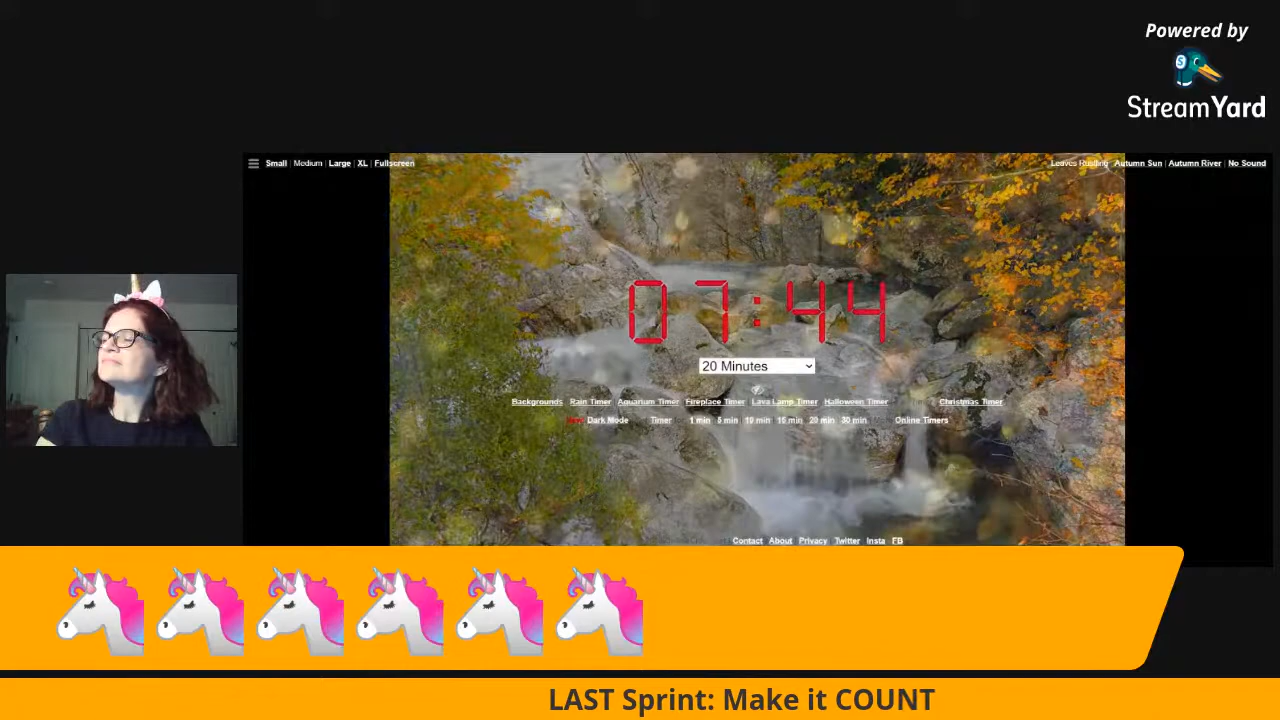 Powered by
StreamYard
Small | Medium | Large | XL | Fullscreen
Leaves Rustling | Autumn Sun | Autumn River | No Sound
07:44
20 Minutes
Backgrounds Rain Timer Aquarium Timer Fireplace Timer Lava Lamp Timer Halloween Timer Christmas Timer
Dark Mode Timer 1 min 5 min 10 min 15 min 20 min 30 min Online Timers
Contact About Privacy Twitter Insta FB
LAST Sprint: Make it COUNT